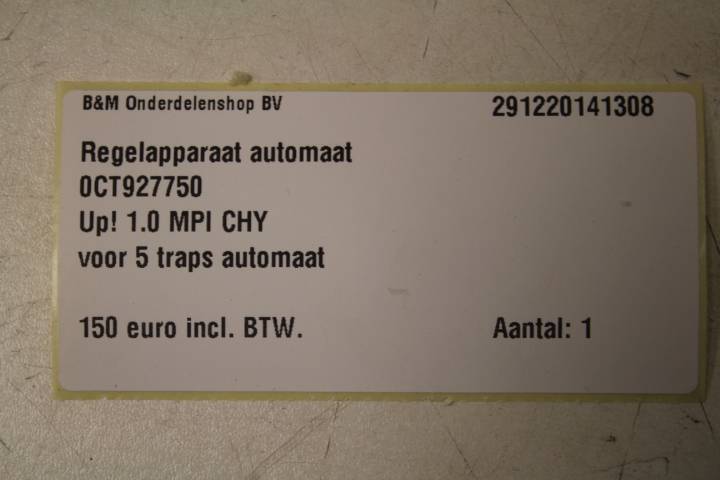 B&M Onderdelenshop BV 291220141308
Regelapparaat automaat
0CT927750
Up! 1.0 MPI CHY
voor 5 traps automaat
150 euro incl. BTW. Aantal: 1